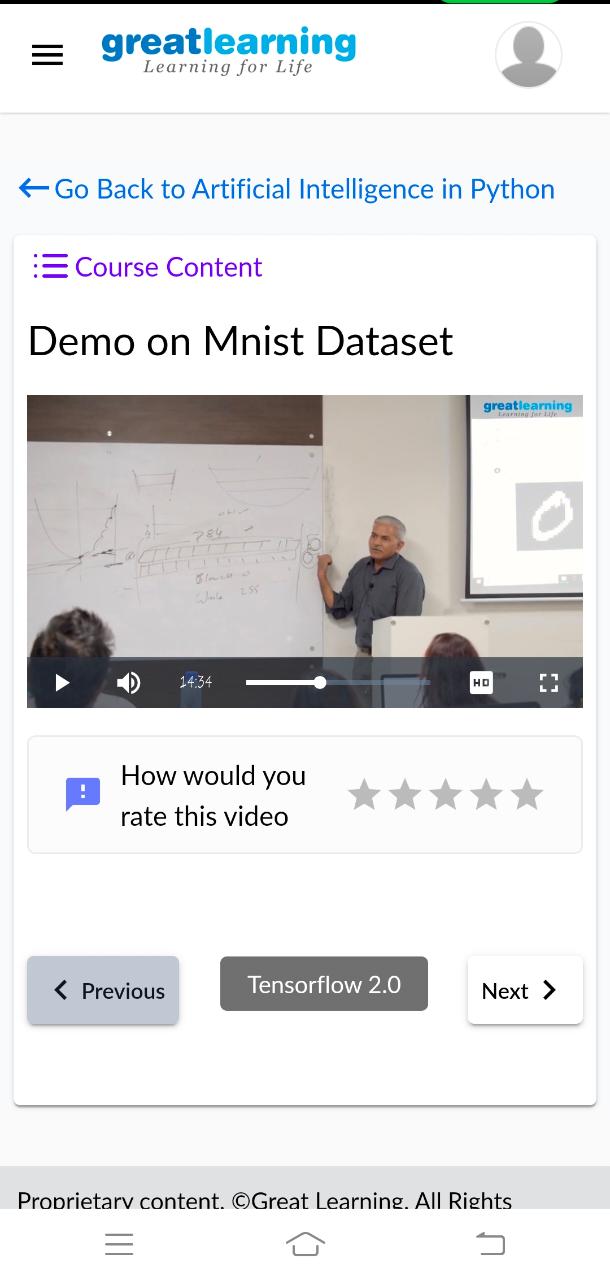 greatlearning
Learning for Life
Go Back to Artificial Intelligence in Python
Course Content
Demo on Mnist Dataset
greatlearning
Learning for Life
784
255
14:34
HD
How would you
rate this video
Previous
Tensorflow 2.0
Next
Proprietary content. ©Great Learning. All Rights